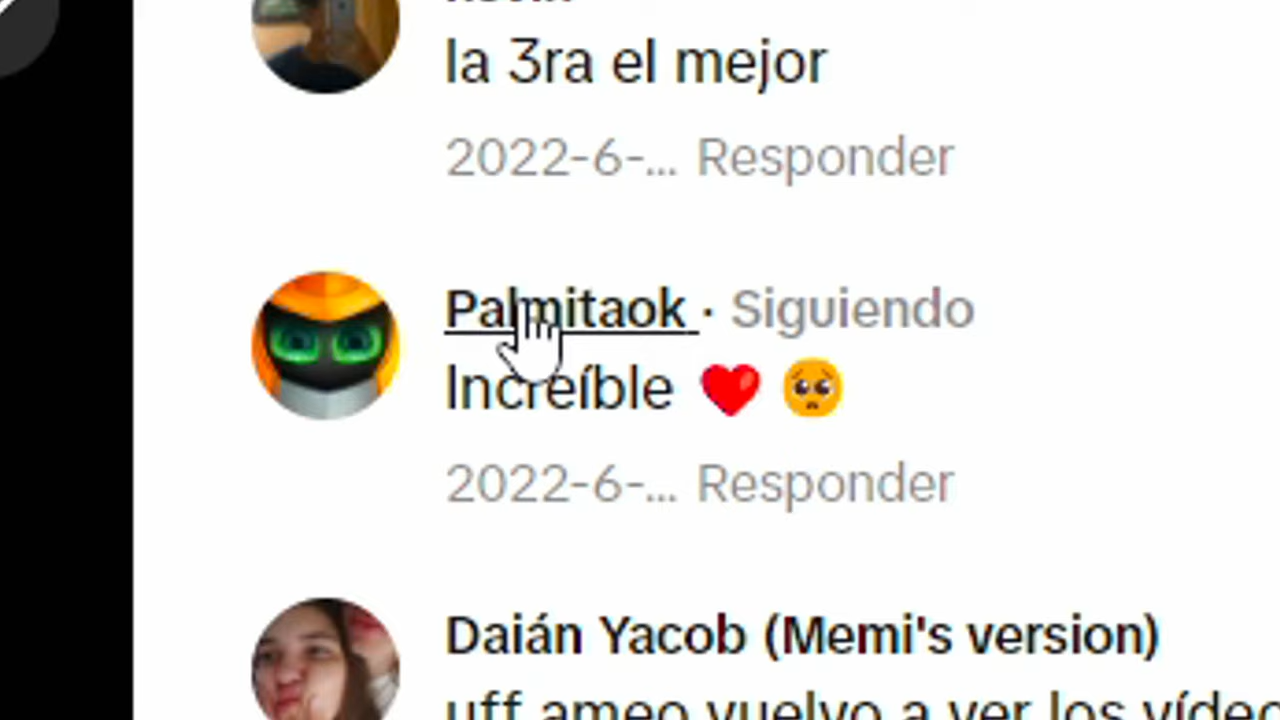 la 3ra el mejor
2022-6-... Responder
Palmitaok · Siguiendo
Increíble ❤️ 🥺
2022-6-... Responder
Daián Yacob (Memi's version)
uff ameo vuelvo a ver los